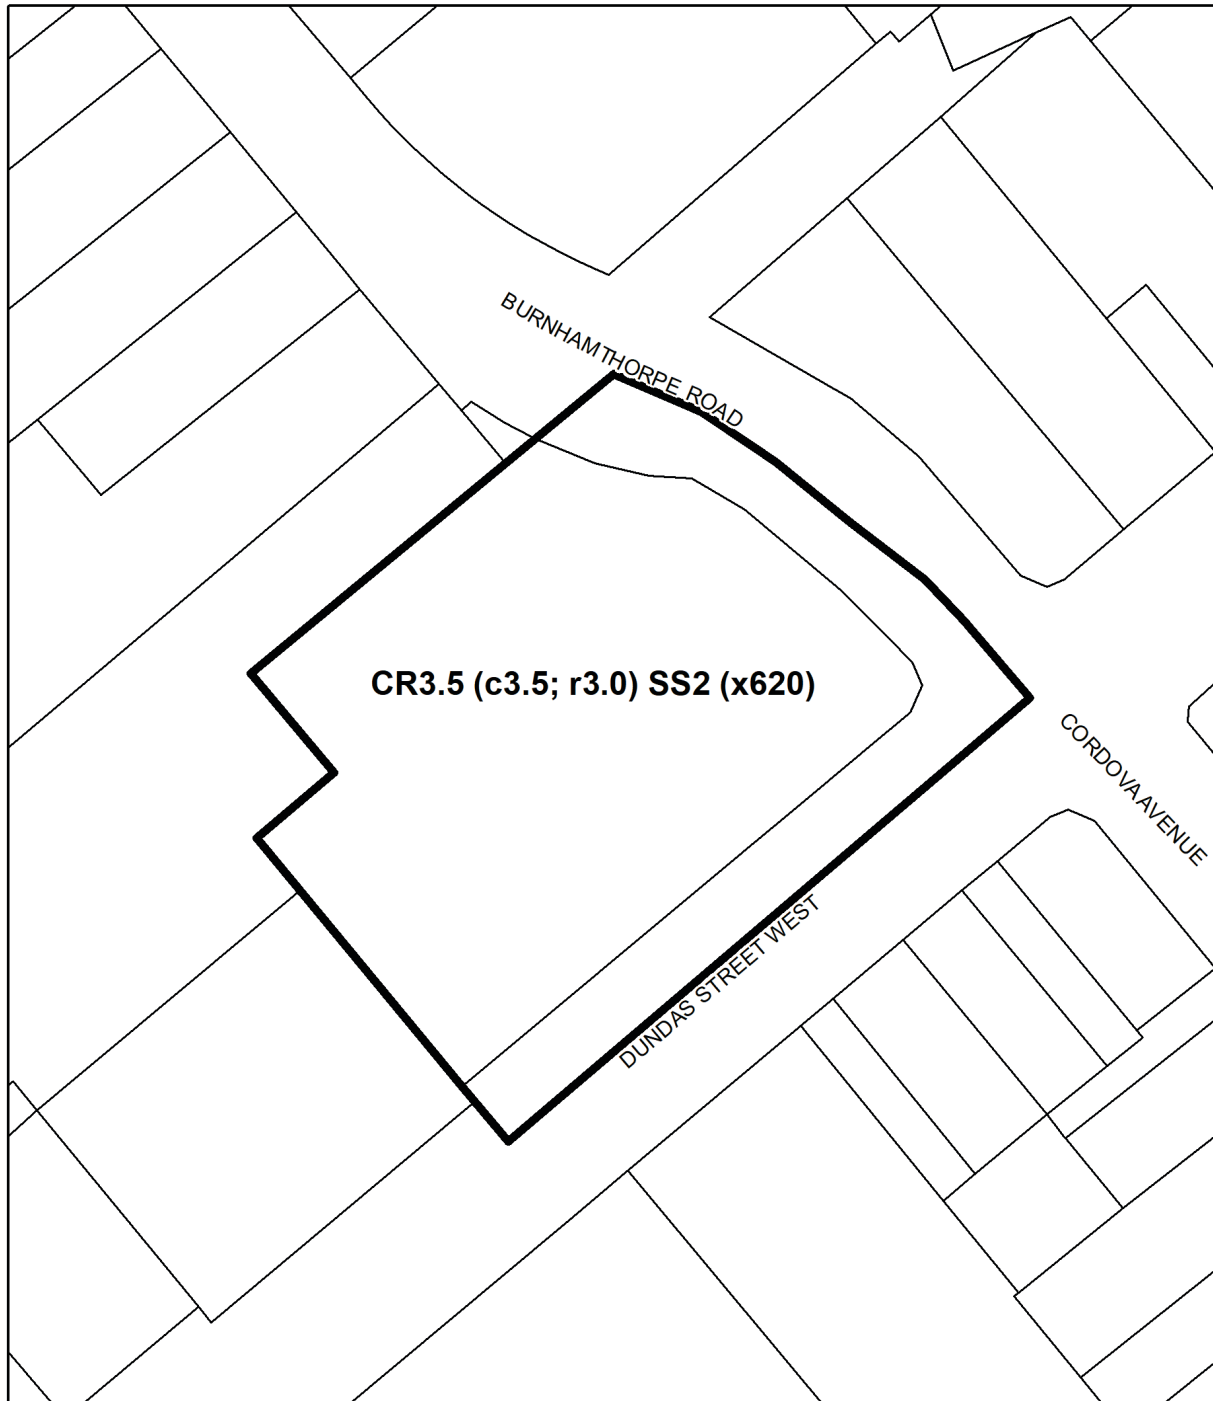 BURNHAMTHORPE ROAD
CR3.5 (c3.5; r3.0) SS2 (x620)
CORDOVA AVENUE
DUNDAS STREET WEST